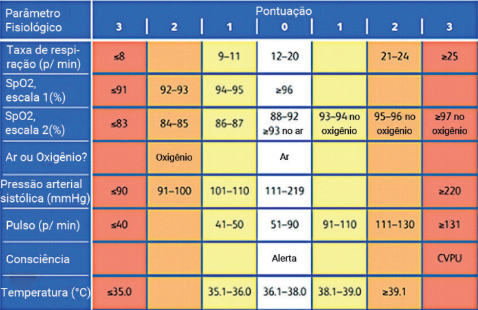 Parâmetro
Fisiológico
Pontuação
3 2 1 0 1 2 3
Taxa de respi-
ração (p/ min)
≤8 9–11 12–20 21–24 ≥25
SpO2,
escala 1(%)
≤91 92–93 94–95 ≥96
SpO2,
escala 2(%)
≤83 84–85 86–87 88–92
≥93 no ar
93–94 no
oxigênio
95–96 no
oxigênio
≥97 no
oxigênio
Ar ou Oxigênio? Oxigênio Ar
Pressão arterial
sistólica (mmHg)
≤90 91–100 101–110 111–219 ≥220
Pulso (p/ min) ≤40 41–50 51–90 91–110 111–130 ≥131
Consciência Alerta CVPU
Temperatura (°C) ≤35.0 35.1–36.0 36.1–38.0 38.1–39.0 ≥39.1